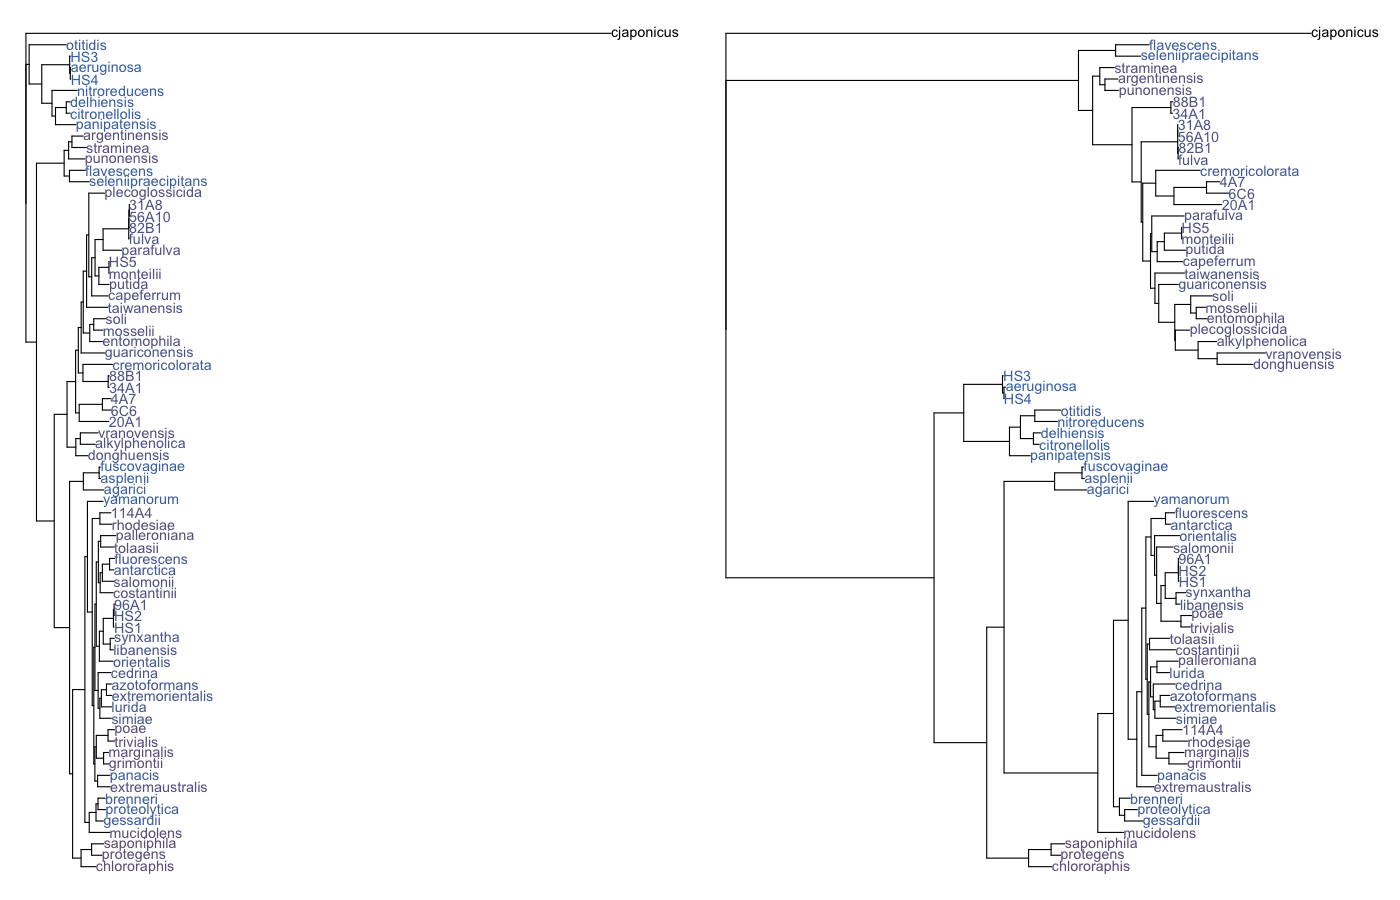 cjaponicus
otitidis
HS3
aeruginosa
HS4
nitroreducens
delhiensis
citronellolis
panipatensis
argentinensis
straminea
punonensis
flavescens
seleniipraecipitans
plecoglossicida
31A8
56A10
82B1
fulva
parafulva
HS5
monteilii
putida
capeferrum
taiwanensis
soli
mosselii
entomophila
guariconensis
cremoricolorata
88B1
34A1
4A7
6C6
20A1
vranovensis
alkylphenolica
donghuensis
fuscovaginae
asplenii
agarici
yamanorum
114A4
rhodesiae
palleroniana
tolaasii
fluorescens
antarctica
salomonii
costantinii
96A1
HS2
HS1
synxantha
libanensis
orientalis
cedrina
azotoformans
extremorientalis
lurida
simiae
poae
trivialis
marginalis
grimontii
panacis
extremaustralis
brenneri
proteolytica
gessardii
mucidolens
saponiphila
protegens
chlororaphis
cjaponicus
flavescens
seleniipraecipitans
straminea
argentinensis
punonensis
88B1
34A1
31A8
56A10
82B1
fulva
cremoricolorata
4A7
6C6
20A1
parafulva
HS5
monteilii
putida
capeferrum
taiwanensis
guariconensis
soli
mosselii
entomophila
plecoglossicida
alkylphenolica
vranovensis
donghuensis
HS3
aeruginosa
HS4
otitidis
nitroreducens
delhiensis
citronellolis
panipatensis
fuscovaginae
asplenii
agarici
yamanorum
fluorescens
antarctica
orientalis
salomonii
96A1
HS2
HS1
synxantha
libanensis
poae
trivialis
tolaasii
costantinii
palleroniana
lurida
cedrina
azotoformans
extremorientalis
simiae
114A4
rhodesiae
marginalis
grimontii
panacis
extremaustralis
brenneri
proteolytica
gessardii
mucidolens
saponiphila
protegens
chlororaphis